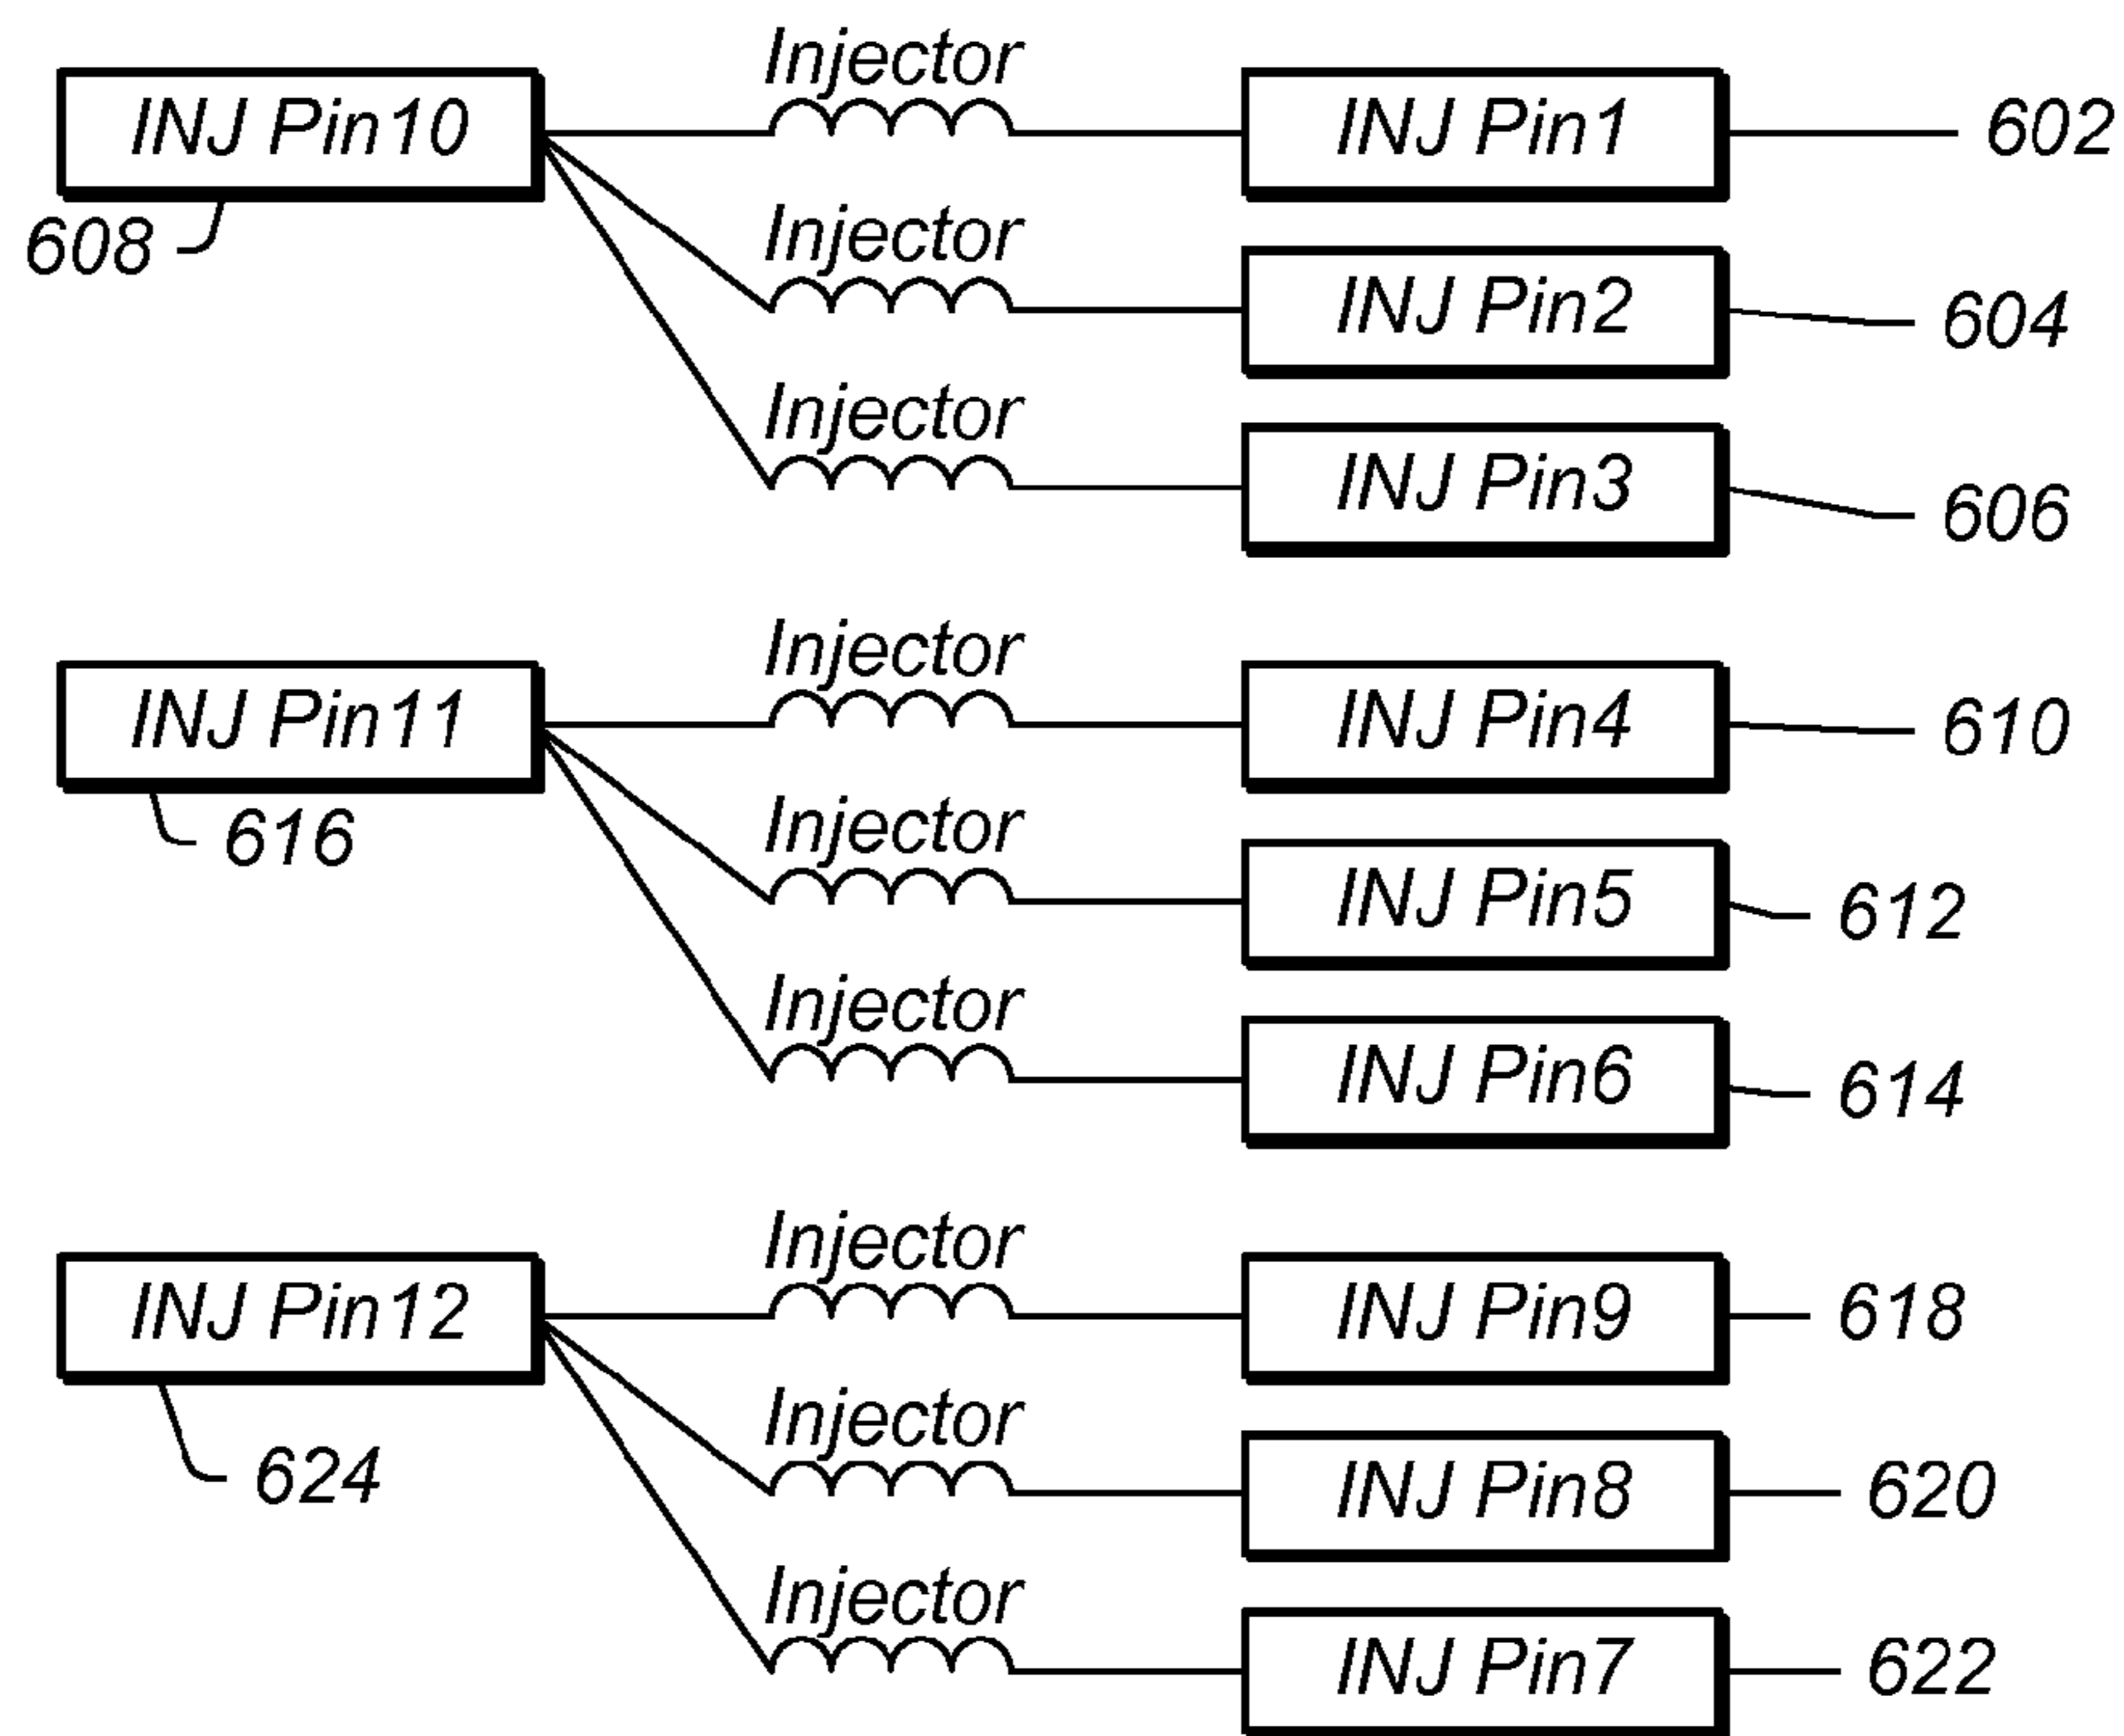 Injector
INJ Pin10
INJ Pin1
602
608
Injector
INJ Pin2
604
Injector
INJ Pin3
606
Injector
INJ Pin11
INJ Pin4
610
616
Injector
INJ Pin5
612
Injector
INJ Pin6
614
Injector
INJ Pin12
INJ Pin9
618
624
Injector
INJ Pin8
620
Injector
INJ Pin7
622